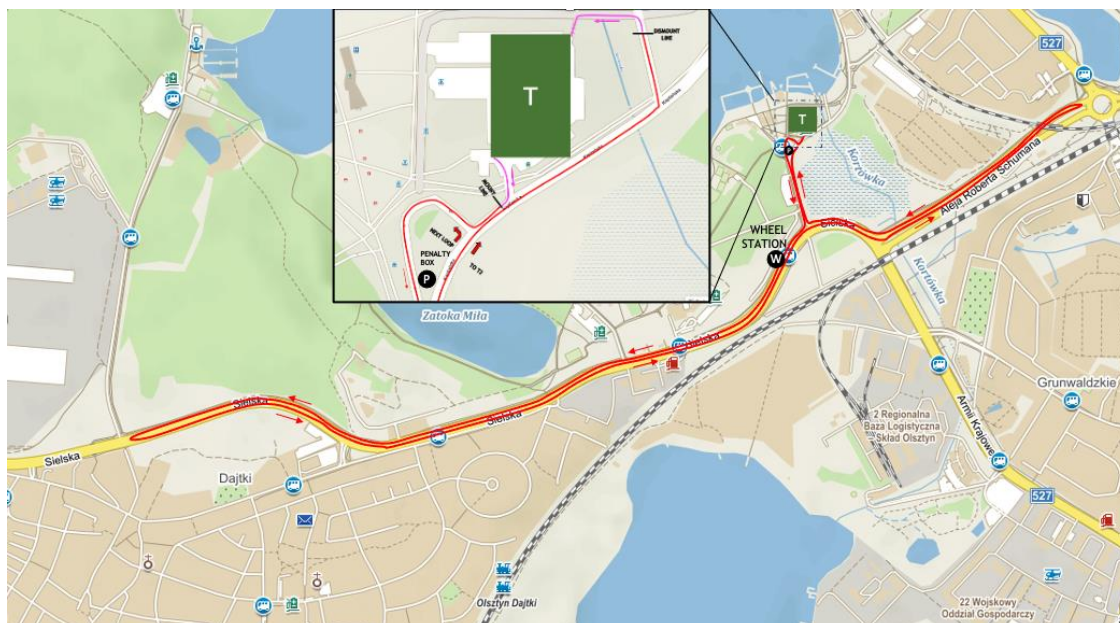 DISMOUNT
LINE
T
Kapitańska
MOUNT
LINE
NEXT LOOP
PENALTY
BOX
P
TO T2
527
T
P
Kortówka
Aleja Roberta Schumana
Sielska
WHEEL
STATION
W
Kortówka
Zatoka Miła
Sielska
Sielska
Sielska
Sielska
Dajtki
Grunwaldzkie
2 Regionalna
Baza Logistyczna
Skład Olsztyn
Armii Krajowej
527
Olsztyn Dajtki
22 Wojskowy
Oddział Gospodarczy